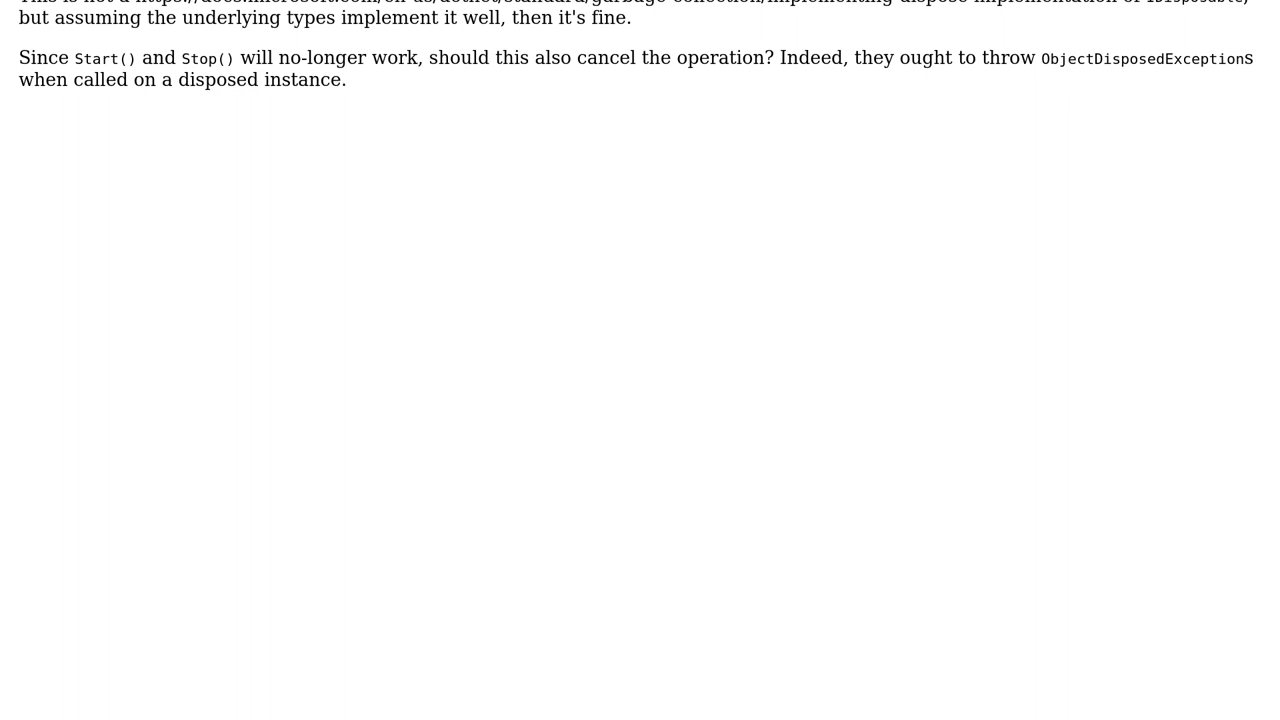 but assuming the underlying types implement it well, then it's fine.
Since Start() and Stop() will no-longer work, should this also cancel the operation? Indeed, they ought to throw ObjectDisposedExceptions
when called on a disposed instance.